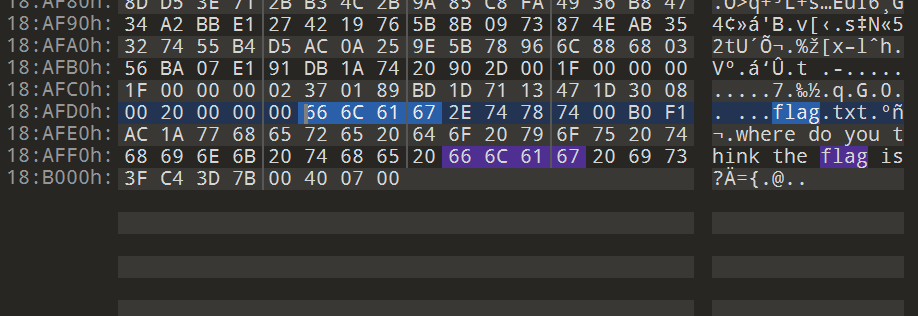 18:AF80h: 8D D5 3E 71 2B B3 4C 2B 9A 85 C8 FA 49 36 B8 47 .Õ>q+³L+š…ÈúI6¸G
18:AF90h: 34 A2 BB E1 27 42 19 76 5B 8B 09 73 87 4E AB 35 4¢»á'B.v[‹.s‡N«5
18:AFA0h: 32 74 55 B4 D5 AC 0A 25 9E 5B 78 96 6C 88 68 03 2tU´Õ¬.%ž[x–lˆh.
18:AFB0h: 56 BA 07 E1 91 DB 1A 74 20 90 2D 00 1F 00 00 00 Vº.á‘Û.t .-.....
18:AFC0h: 1F 00 00 00 02 37 01 89 BD 1D 71 13 47 1D 30 08 .....7.‰½.q.G.0.
18:AFD0h: 00 20 00 00 00 66 6C 61 67 2E 74 78 74 00 B0 F1 . ...flag.txt.°ñ
18:AFE0h: AC 1A 77 68 65 72 65 20 64 6F 20 79 6F 75 20 74 ¬.where do you t
18:AFF0h: 68 69 6E 6B 20 74 68 65 20 66 6C 61 67 20 69 73 hink the flag is
18:B000h: 3F C4 3D 7B 00 40 07 00 ?Ä={.@..